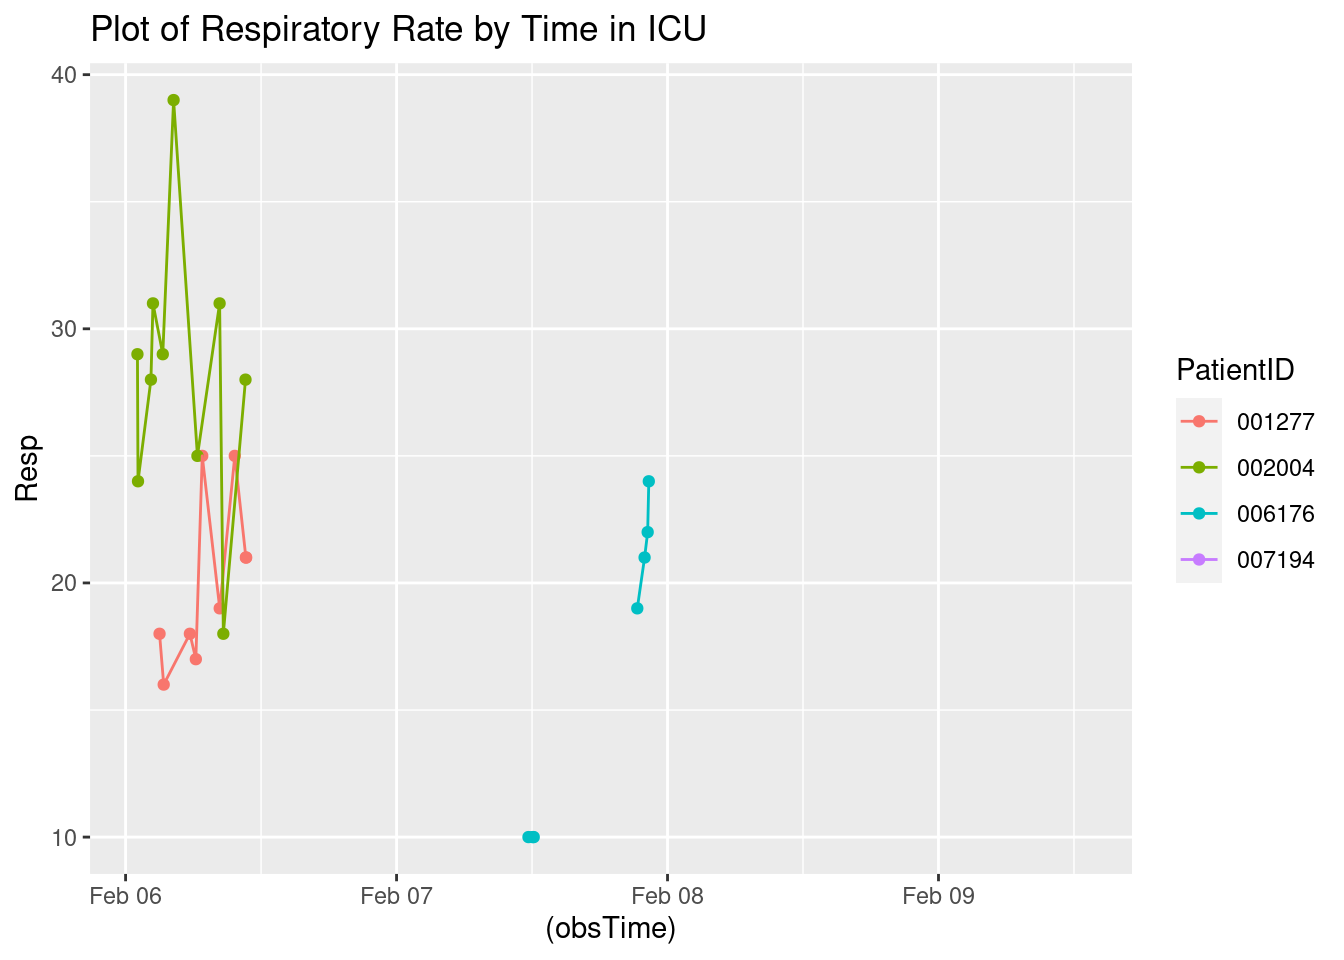 Plot of Respiratory Rate by Time in ICU
40
30
20
10
Resp
Feb 06
Feb 07
Feb 08
Feb 09
(obsTime)
PatientID
001277
002004
006176
007194